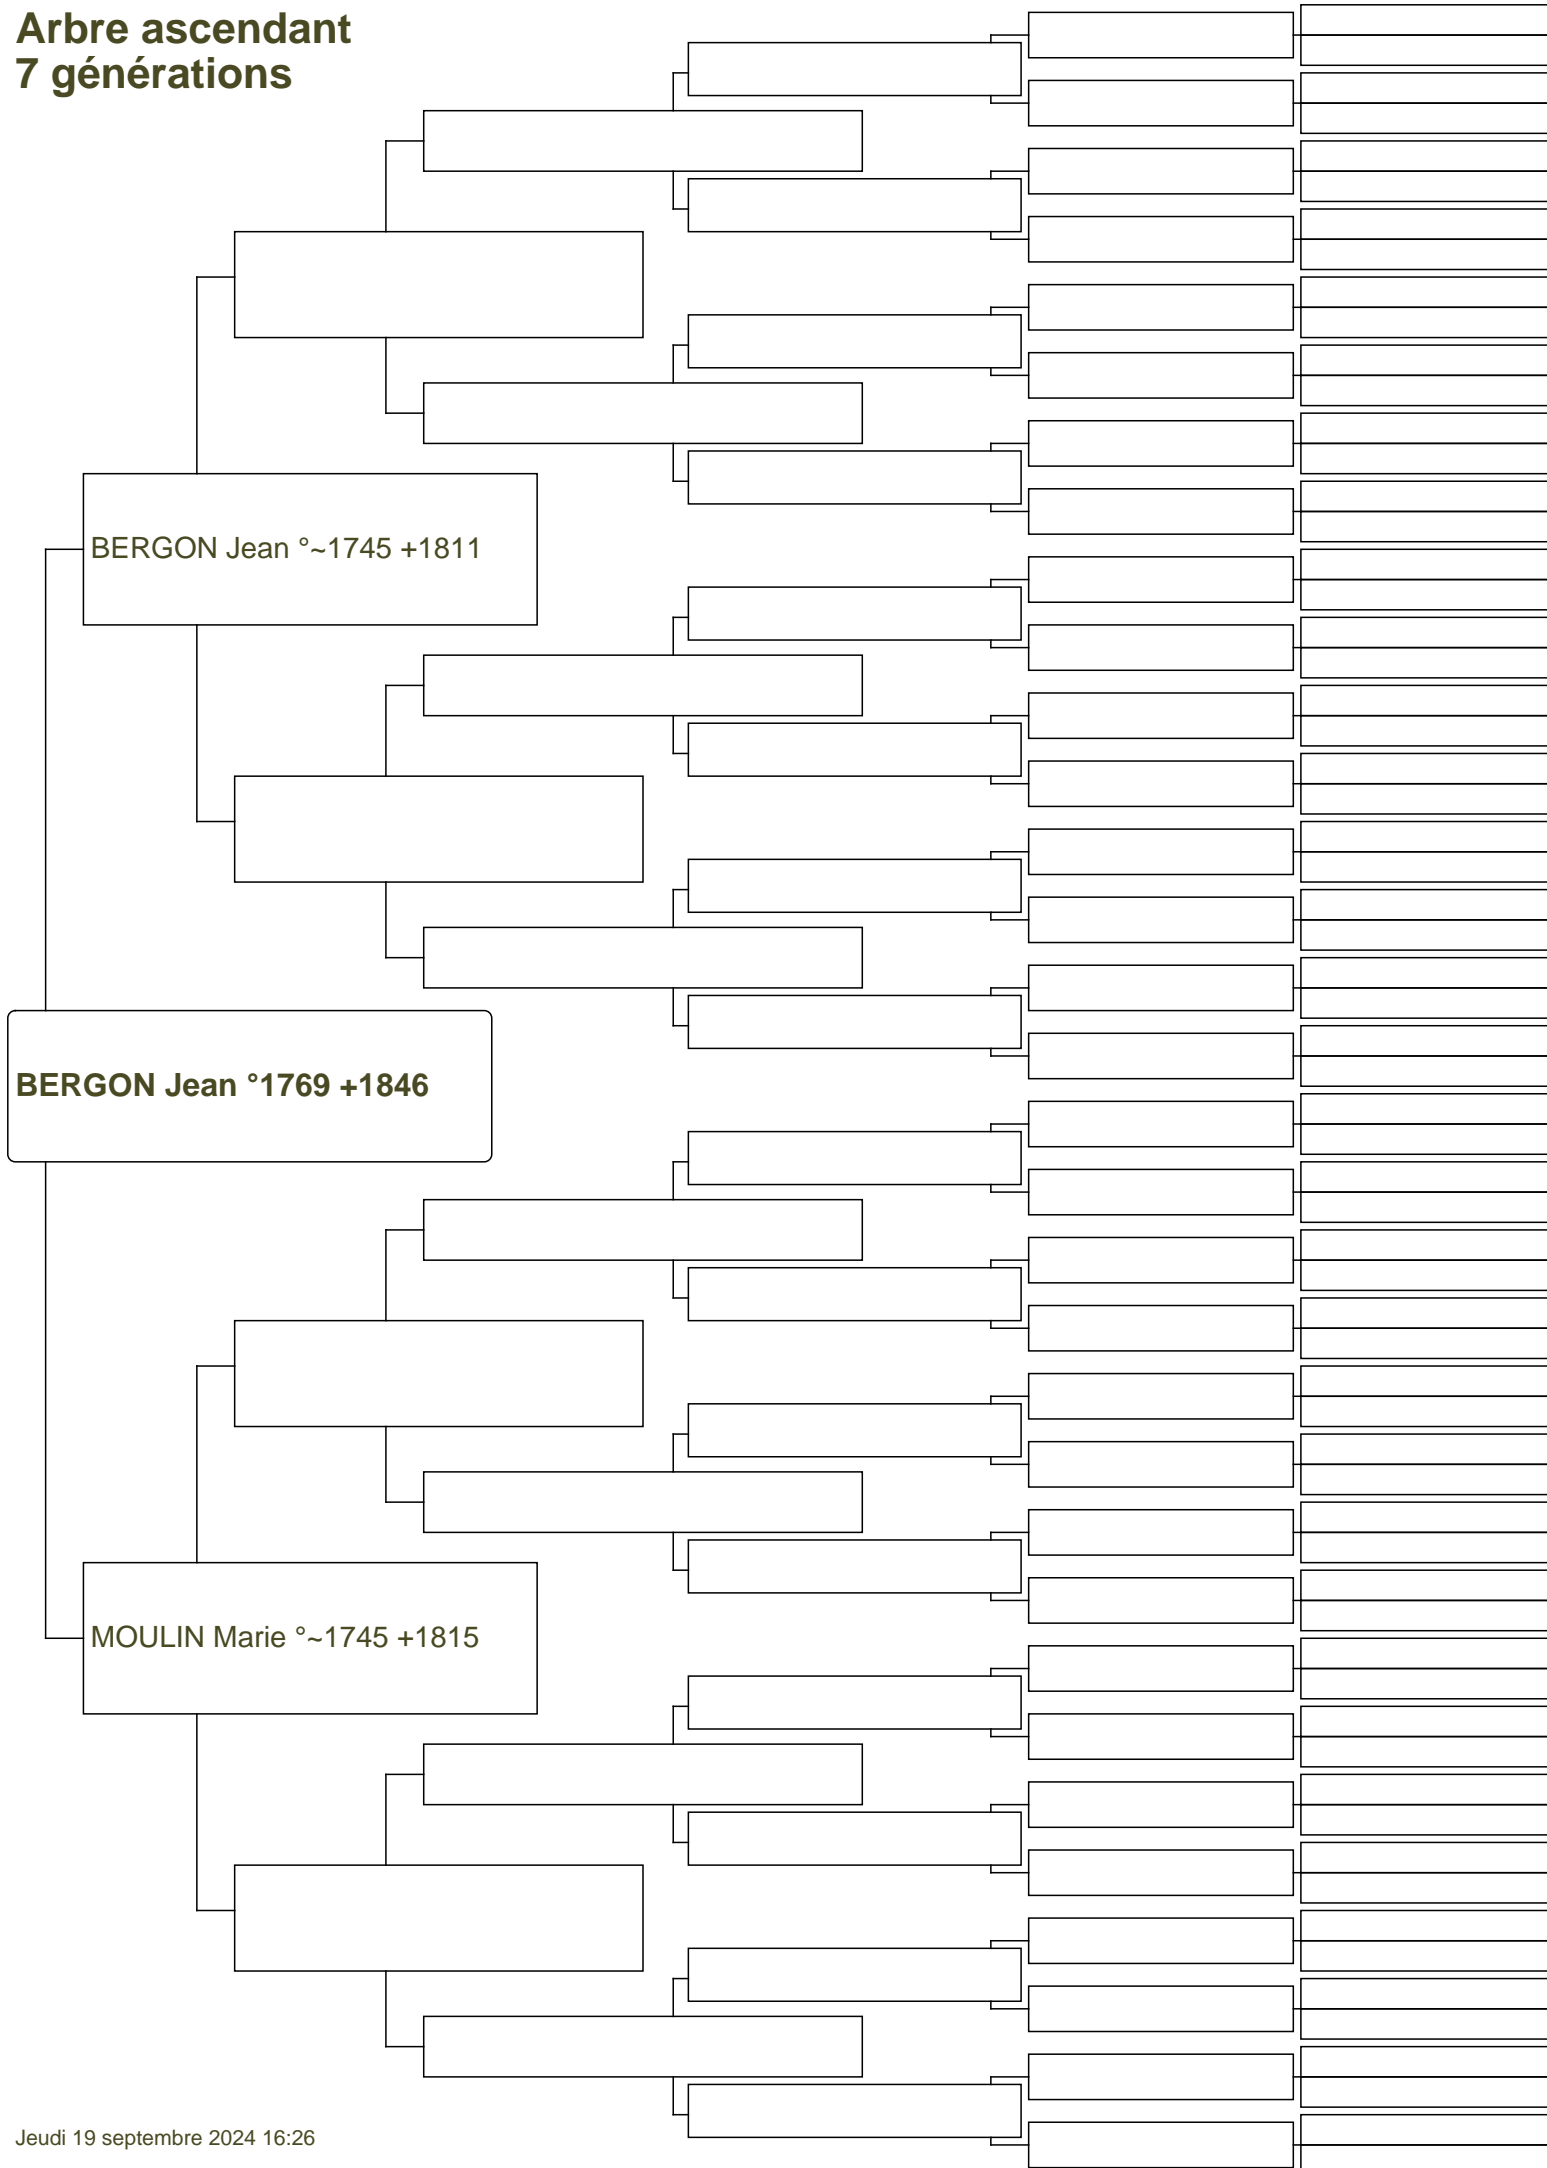 Arbre ascendant
7 générations
BERGON Jean °~1745 +1811
BERGON Jean °1769 +1846
MOULIN Marie °~1745 +1815
Jeudi 19 septembre 2024 16:26